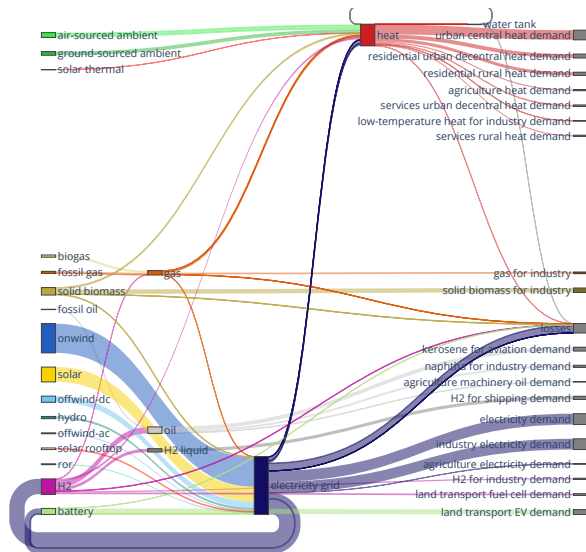 air-sourced ambient
ground-sourced ambient
solar thermal
biogas
fossil gas
solid biomass
fossil oil
onwind
solar
offwind-dc
hydro
offwind-ac
solar rooftop
ror
H2
battery
gas
oil
H2 liquid
electricity grid
heat
water tank
urban central heat demand
residential urban decentral heat demand
residential rural heat demand
agriculture heat demand
services urban decentral heat demand
low-temperature heat for industry demand
services rural heat demand
gas for industry
solid biomass for industry
losses
kerosene for aviation demand
naphtha for industry demand
agriculture machinery oil demand
H2 for shipping demand
electricity demand
industry electricity demand
agriculture electricity demand
H2 for industry demand
land transport fuel cell demand
land transport EV demand